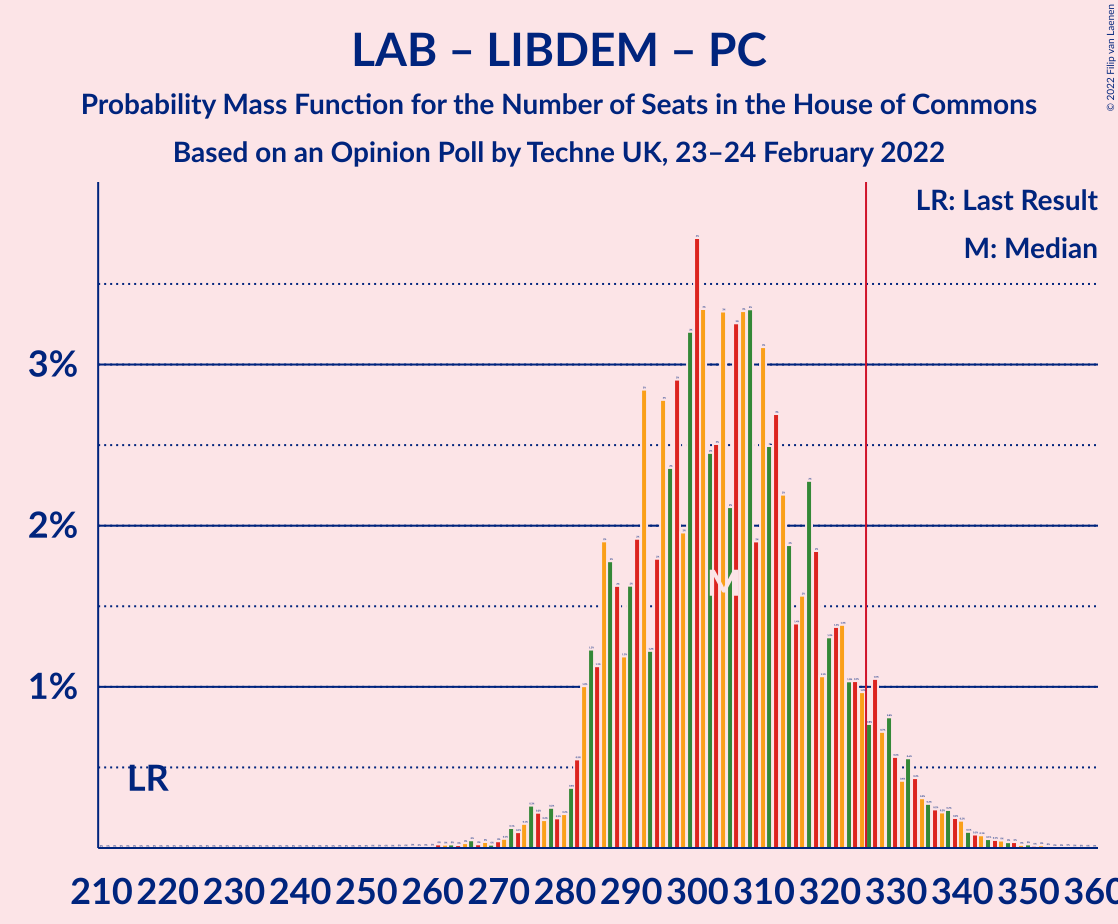 LAB – LIBDEM – PC
Probability Mass Function for the Number of Seats in the House of Commons
Based on an Opinion Poll by Techne UK, 23–24 February 2022
© 2022 Filip van Laenen
LR: Last Result
M: Median
3%
2%
1%
M
LR
210 220 230 240 250 260 270 280 290 300 310 320 330 340 350 360